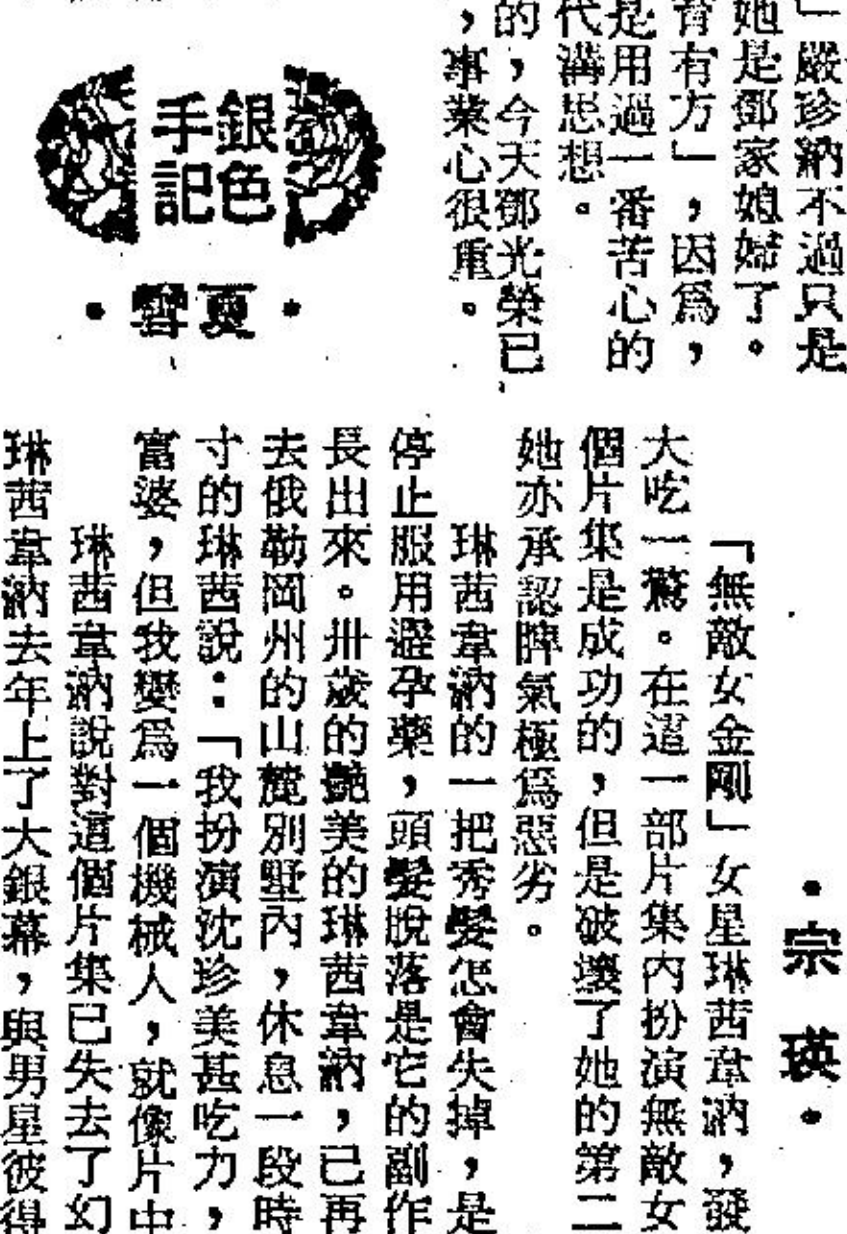 」嚴珍納不過只是
她是鄧家媳婦了。
育有方」，因爲，
是用過一番苦心的
代溝思想。
的，今天鄧光榮已
，事業心很重。
銀色
手記
•夏雲•
•宗瑛•
「無敵女金剛」女星琳茜韋納，發
大吃一驚。在這一部片集內扮演無敵女
個片集是成功的，但是破壞了她的第二
她亦承認脾氣極爲惡劣。
琳茜韋納的一把秀髮怎會失掉，是
停止服用避孕藥，頭髮脫落是它的副作
長出來。卅歲的艷美的琳茜韋納，已再
去俄勒岡州的山麓別墅內，休息一段時
寸的琳茜說：「我扮演沈珍美甚吃力，
富婆，但我變爲一個機械人，就像片中
琳茜韋納說對這個片集已失去了幻
琳茜韋納去年上了大銀幕，與男星彼得